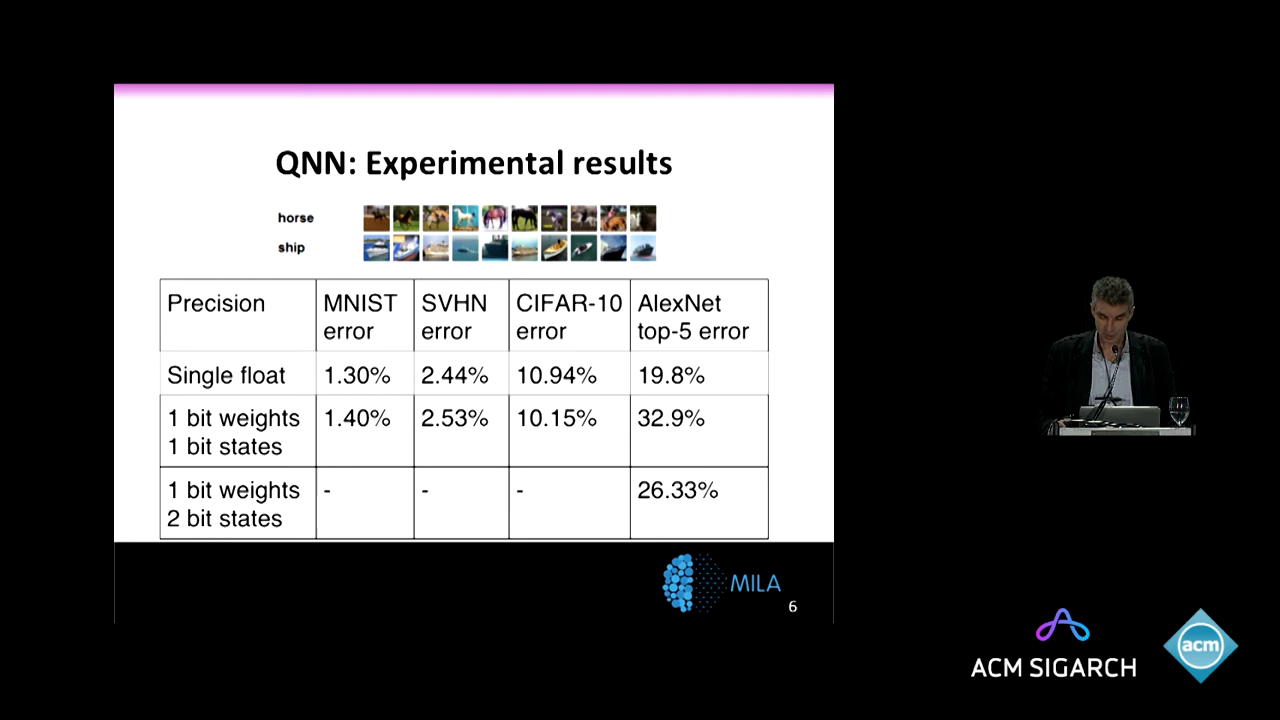 QNN: Experimental results
horse
ship
Precision MNIST error SVHN error CIFAR-10 error AlexNet top-5 error
Single float 1.30% 2.44% 10.94% 19.8%
1 bit weights 1 bit states 1.40% 2.53% 10.15% 32.9%
1 bit weights 2 bit states - - - 26.33%
MILA
6
ACM SIGARCH
acm